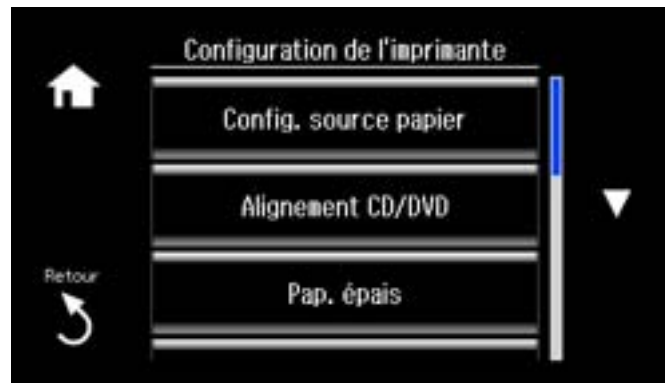 Configuration de l'imprimante
Config. source papier
Alignement CD/DVD
Retour
Pap. épais